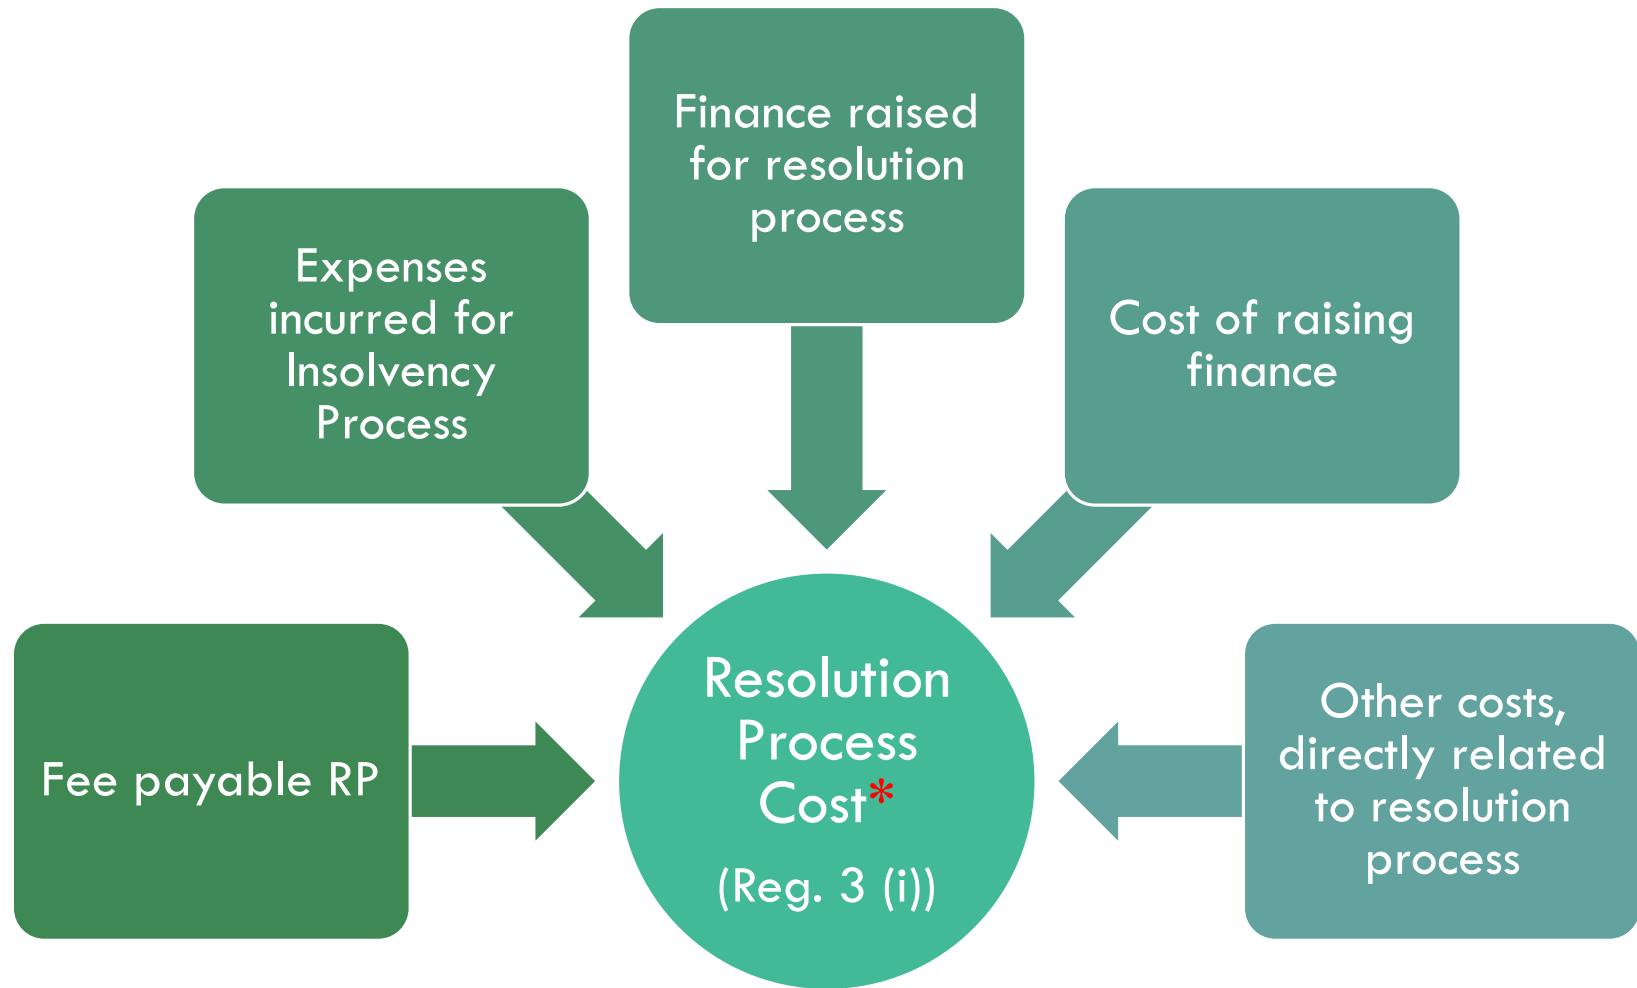 Finance raised
for resolution
process
Expenses
incurred for
Insolvency
Process
Cost of raising
finance
Fee payable RP
Resolution
Process
Cost*
(Reg. 3 (i))
Other costs,
directly related
to resolution
process